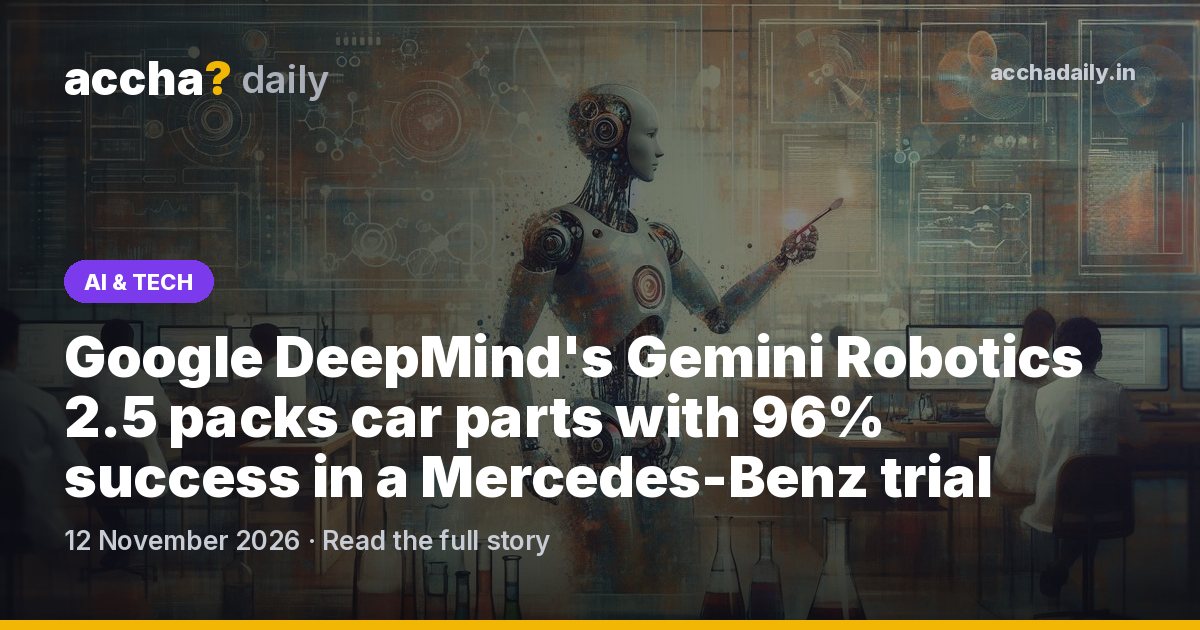 accha? daily
acchadaily.in
AI & TECH
Google DeepMind's Gemini Robotics
2.5 packs car parts with 96%
success in a Mercedes-Benz trial
12 November 2026 · Read the full story